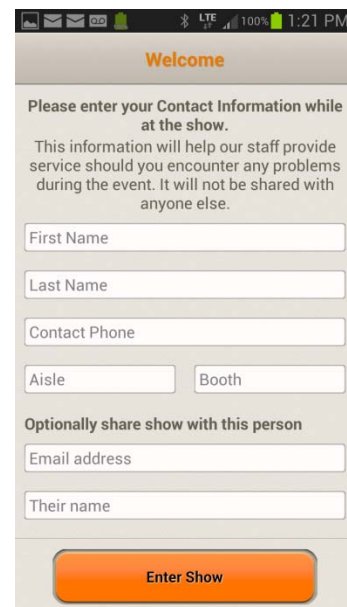 LTE 100% 1:21 PM
Welcome
Please enter your Contact Information while
at the show.
This information will help our staff provide
service should you encounter any problems
during the event. It will not be shared with
anyone else.
First Name
Last Name
Contact Phone
Aisle Booth
Optionally share show with this person
Email address
Their name
Enter Show